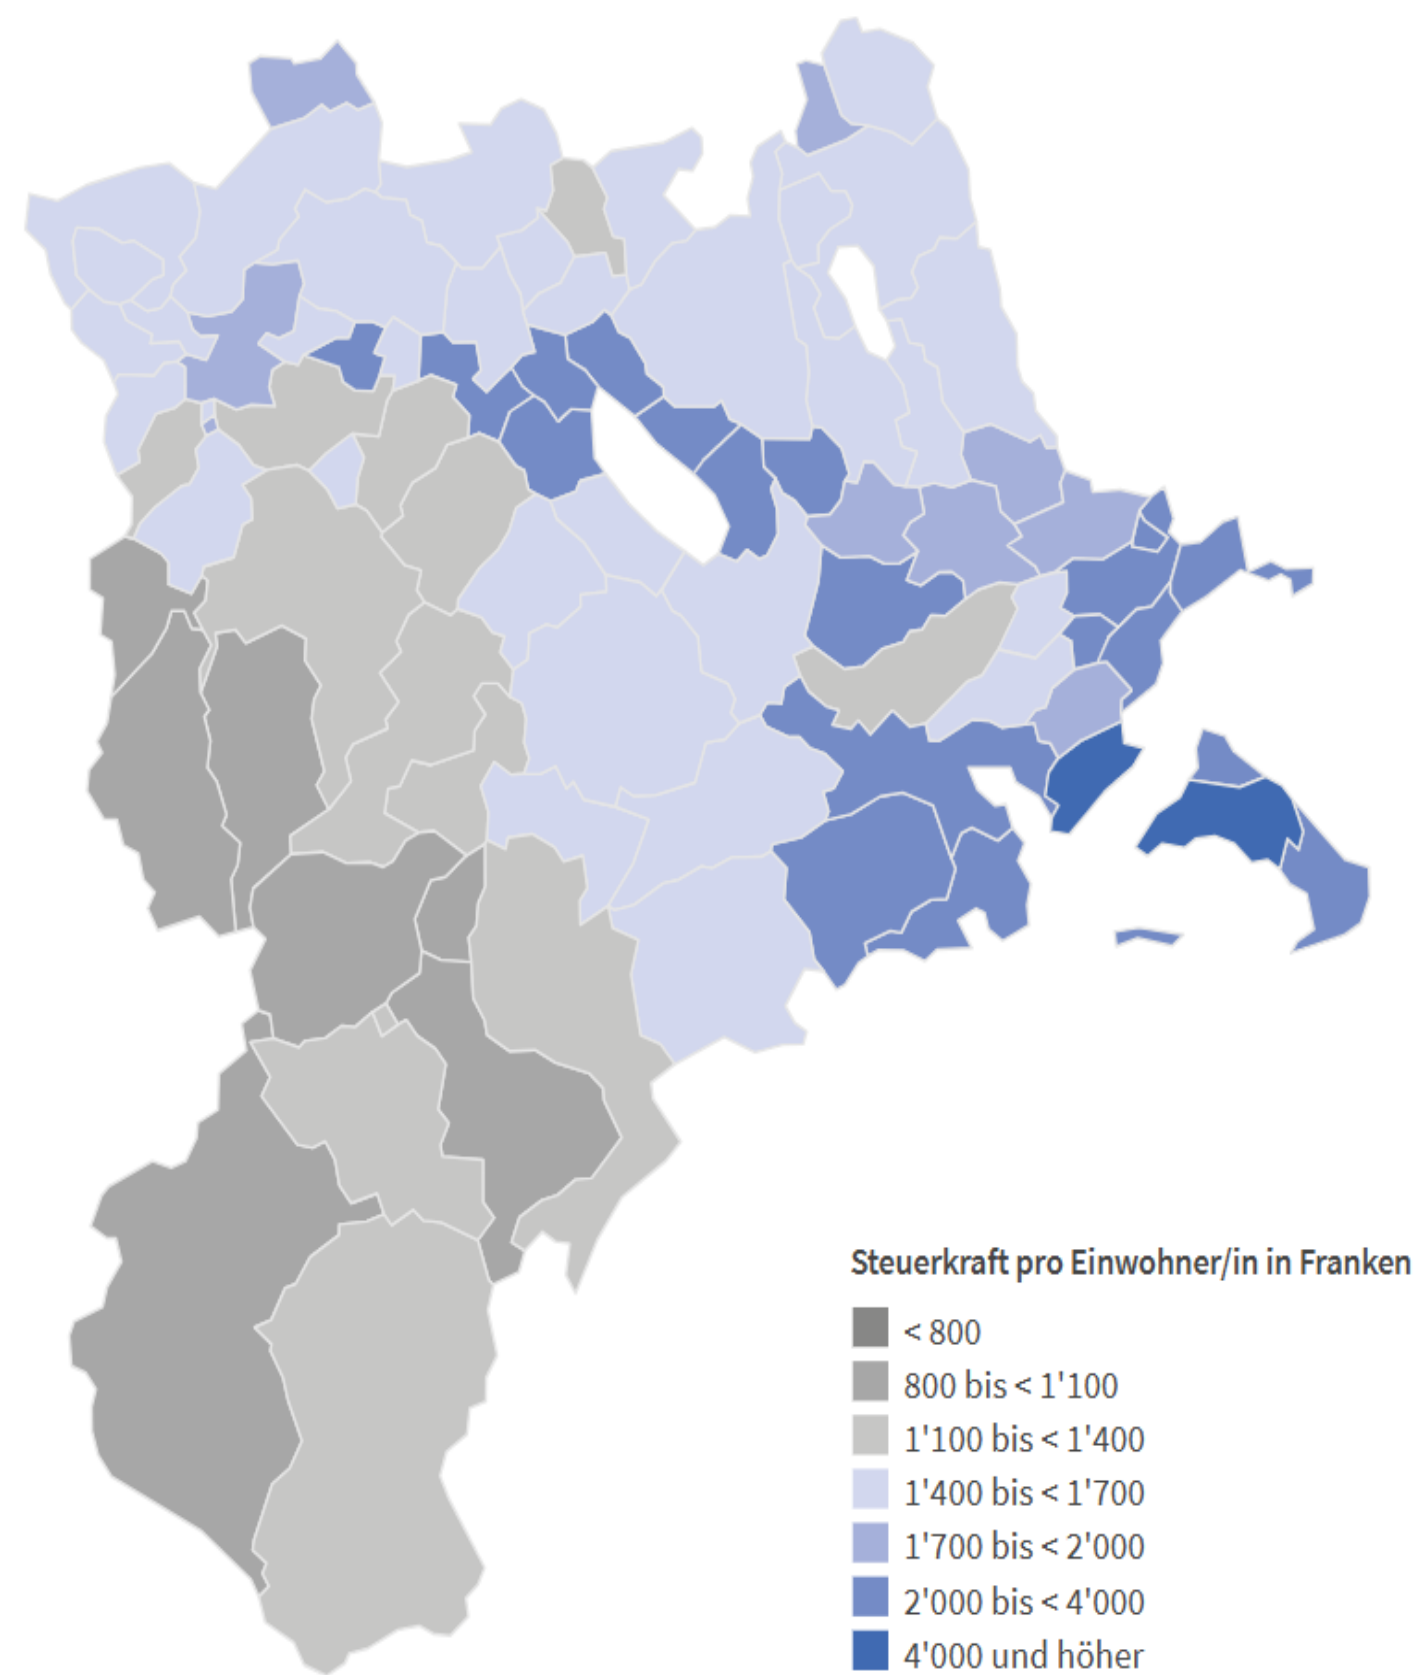 Steuerkraft pro Einwohner/in in Franken
< 800
800 bis < 1'100
1'100 bis < 1'400
1'400 bis < 1'700
1'700 bis < 2'000
2'000 bis < 4'000
4'000 und höher